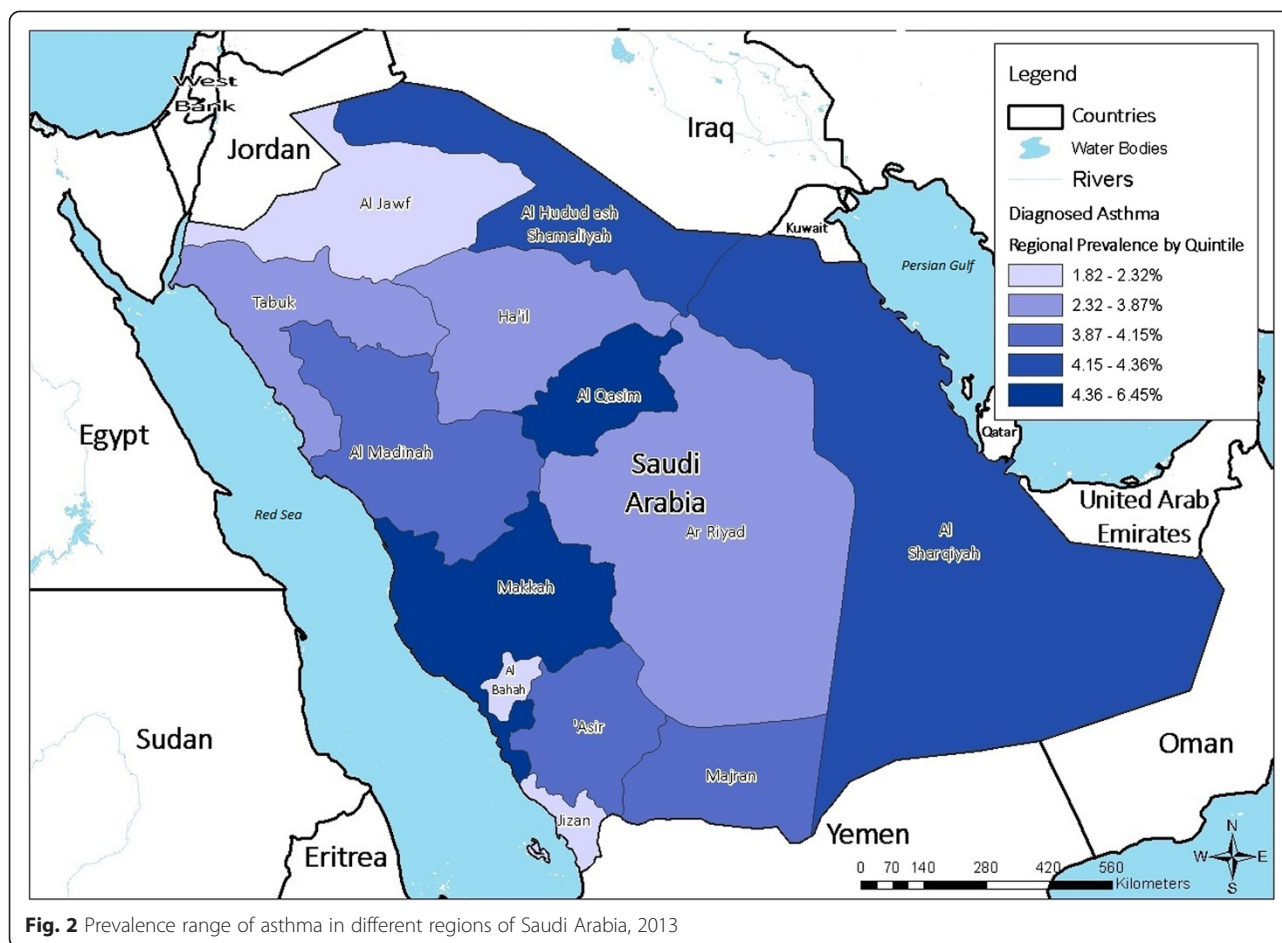 West
Bank
Jordan
Iraq
Al Jawf
Al Hudud ash
Shamaliyah
Kuwait
Persian Gulf
Tabuk
Ha'il
Al Qasim
Egypt
Al Madinah
Saudi
Arabia
Ar Riyad
Qatar
United Arab
Emirates
Red Sea
Al
Sharqiyah
Makkah
Al
Bahah
'Asir
Majran
Sudan
Oman
Jizan
Yemen
Eritrea
Legend
Countries
Water Bodies
Rivers
Diagnosed Asthma
Regional Prevalence by Quintile
1.82 - 2.32%
2.32 - 3.87%
3.87 - 4.15%
4.15 - 4.36%
4.36 - 6.45%
N
W E
S
0 70 140 280 420 560
Kilometers
Fig. 2 Prevalence range of asthma in different regions of Saudi Arabia, 2013